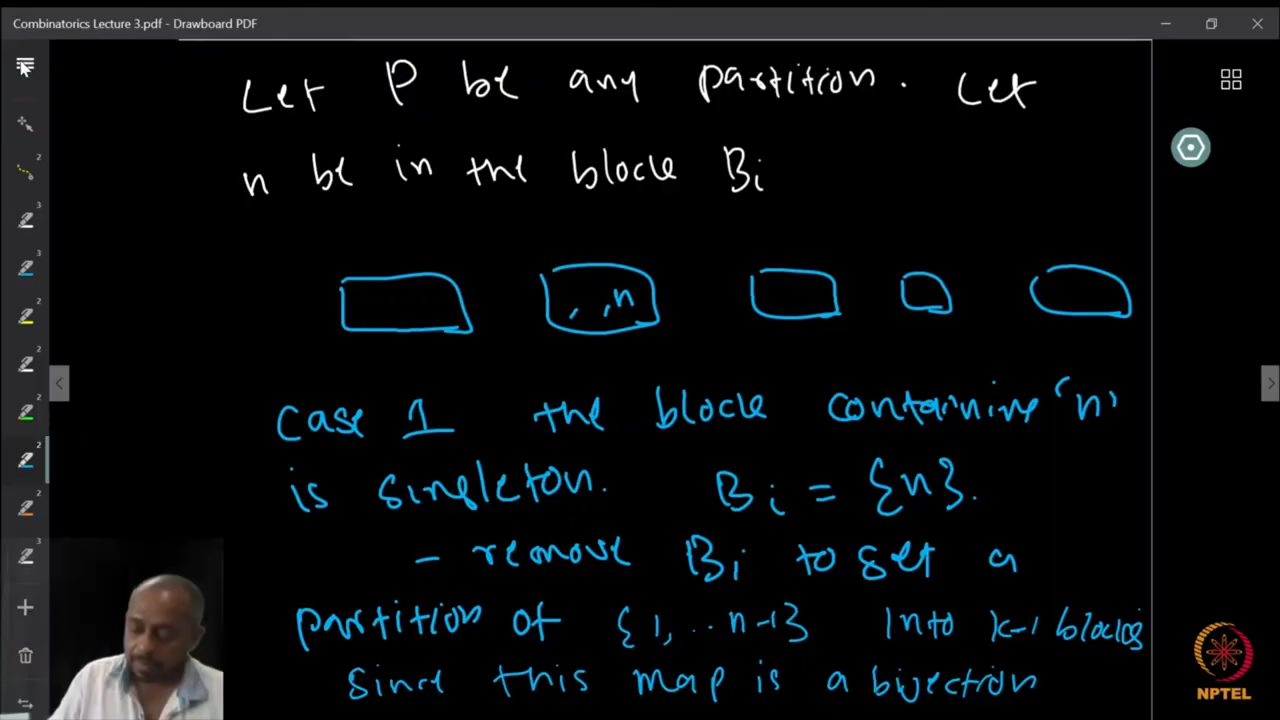 Combinatorics Lecture 3.pdf - Drawboard PDF
Let P be any partition. Let
n be in the block Bi
, , n
case 1 the block containing 'n'
is singleton. Bi = {n}.
- remove Bi to get a
partition of {1, .. n-1} into k-1 blocks
since this map is a bijection
NPTEL